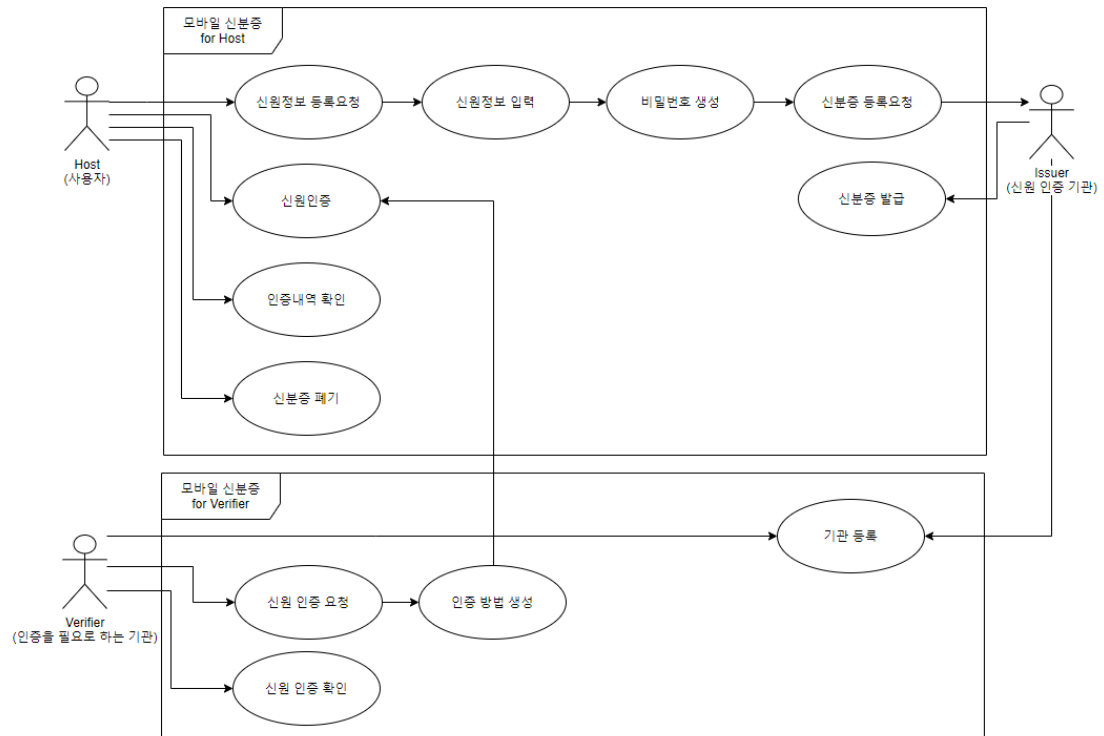 모바일 신분증
for Host
신원정보 등록요청
신원정보 입력
비밀번호 생성
신분증 등록요청
Host
(사용자)
Issuer
(신원 인증 기관)
신원인증
신분증 발급
인증내역 확인
신분증 폐기
모바일 신분증
for Verifier
기관 등록
Verifier
(인증을 필요로 하는 기관)
신원 인증 요청
인증 방법 생성
신원 인증 확인